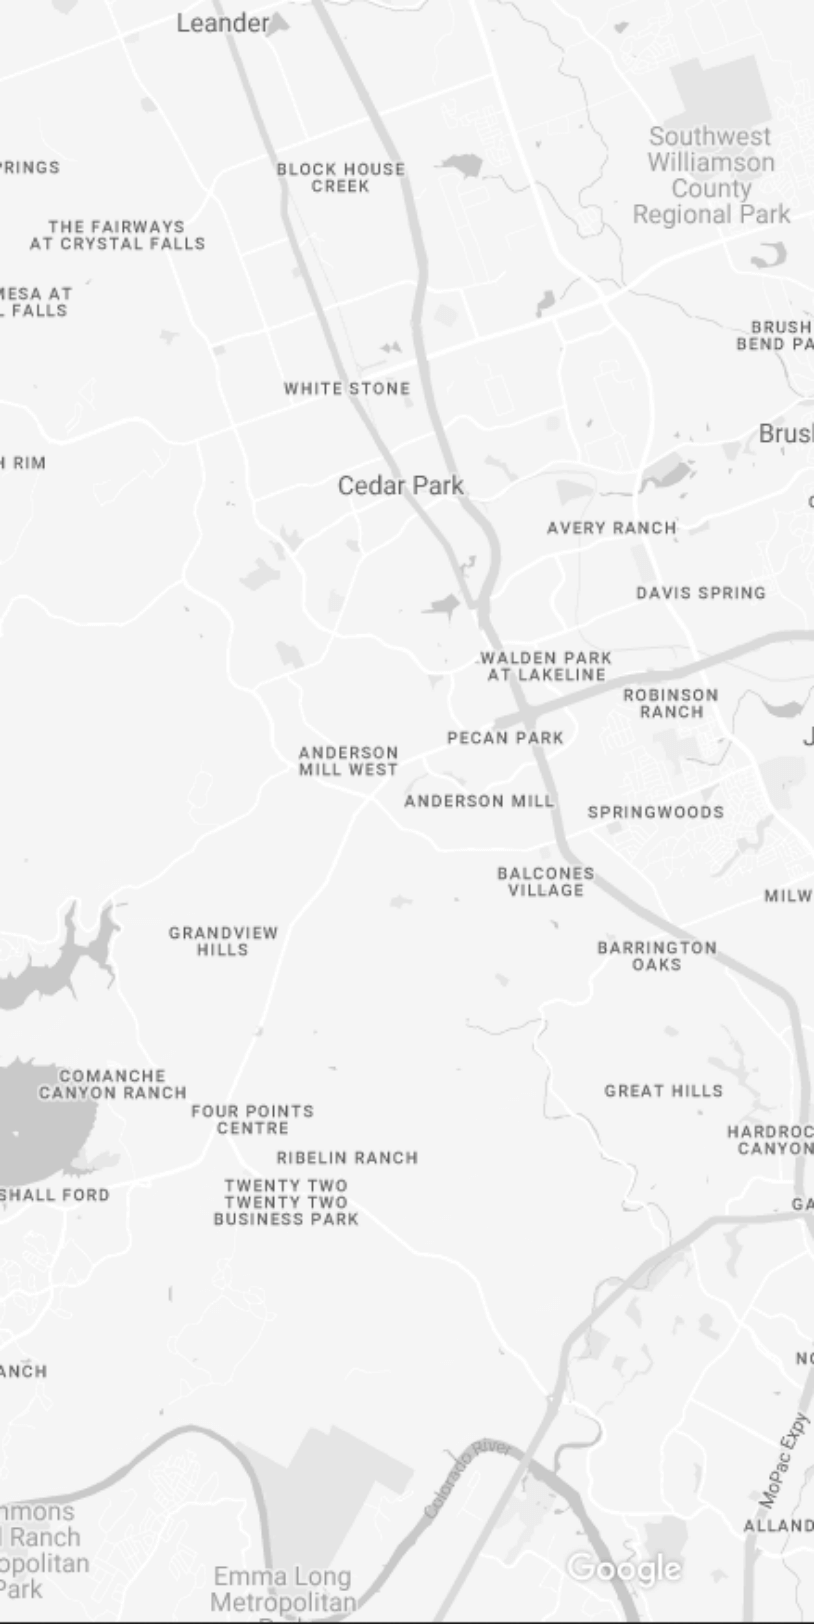 Leander
Southwest
Williamson
County
Regional Park
PRINGS
BLOCK HOUSE
CREEK
THE FAIRWAYS
AT CRYSTAL FALLS
MESA AT
L FALLS
BRUSH
BEND PA
WHITE STONE
Brush
H RIM
Cedar Park
AVERY RANCH
DAVIS SPRING
WALDEN PARK
AT LAKELINE
ROBINSON
RANCH
PECAN PARK
J
ANDERSON
MILL WEST
ANDERSON MILL
SPRINGWOODS
BALCONES
VILLAGE
MILW
GRANDVIEW
HILLS
BARRINGTON
OAKS
COMANCHE
CANYON RANCH
GREAT HILLS
FOUR POINTS
CENTRE
HARDROC
CANYON
RIBELIN RANCH
TWENTY TWO
TWENTY TWO
BUSINESS PARK
SHALL FORD
GA
NO
ANCH
MoPac Expy
Colorado River
mmons
l Ranch
opolitan
Park
ALLAND
Emma Long
Metropolitan
Google